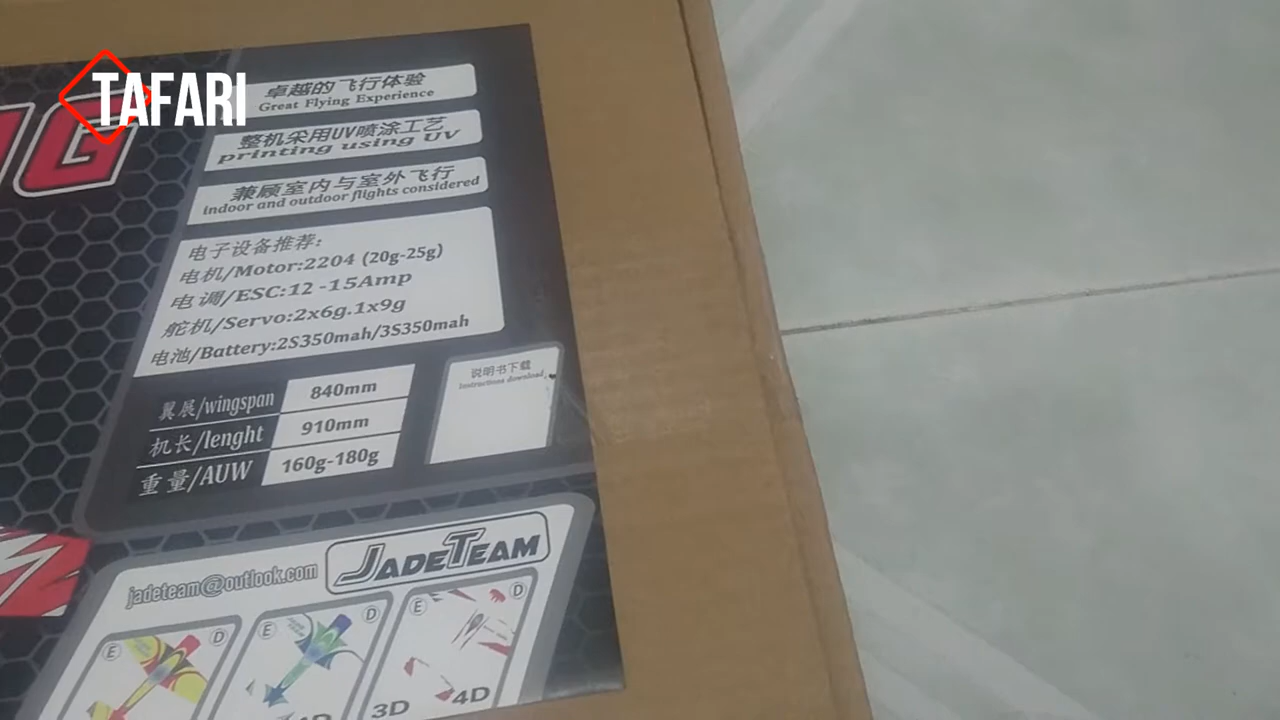 TAFARI
G
卓越的飞行体验
Great Flying Experience
整机采用UV喷涂工艺
printing using UV
兼顾室内与室外飞行
indoor and outdoor flights considered
电子设备推荐:
电机/Motor:2204 (20g-25g)
电调/ESC:12 -15Amp
舵机/Servo:2x6g.1x9g
电池/Battery:2S350mah/3S350mah
翼展/wingspan 840mm
机长/lenght 910mm
重量/AUW 160g-180g
说明书下载
Instructions download
jadeteam@outlook.com
JADETEAM
E D
E D
E D
4D
3D 4D